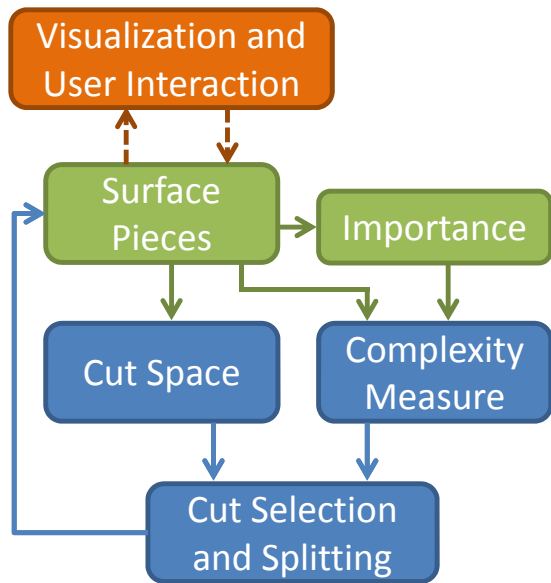 Visualization and
User Interaction
Surface
Pieces
Importance
Cut Space
Complexity
Measure
Cut Selection
and Splitting